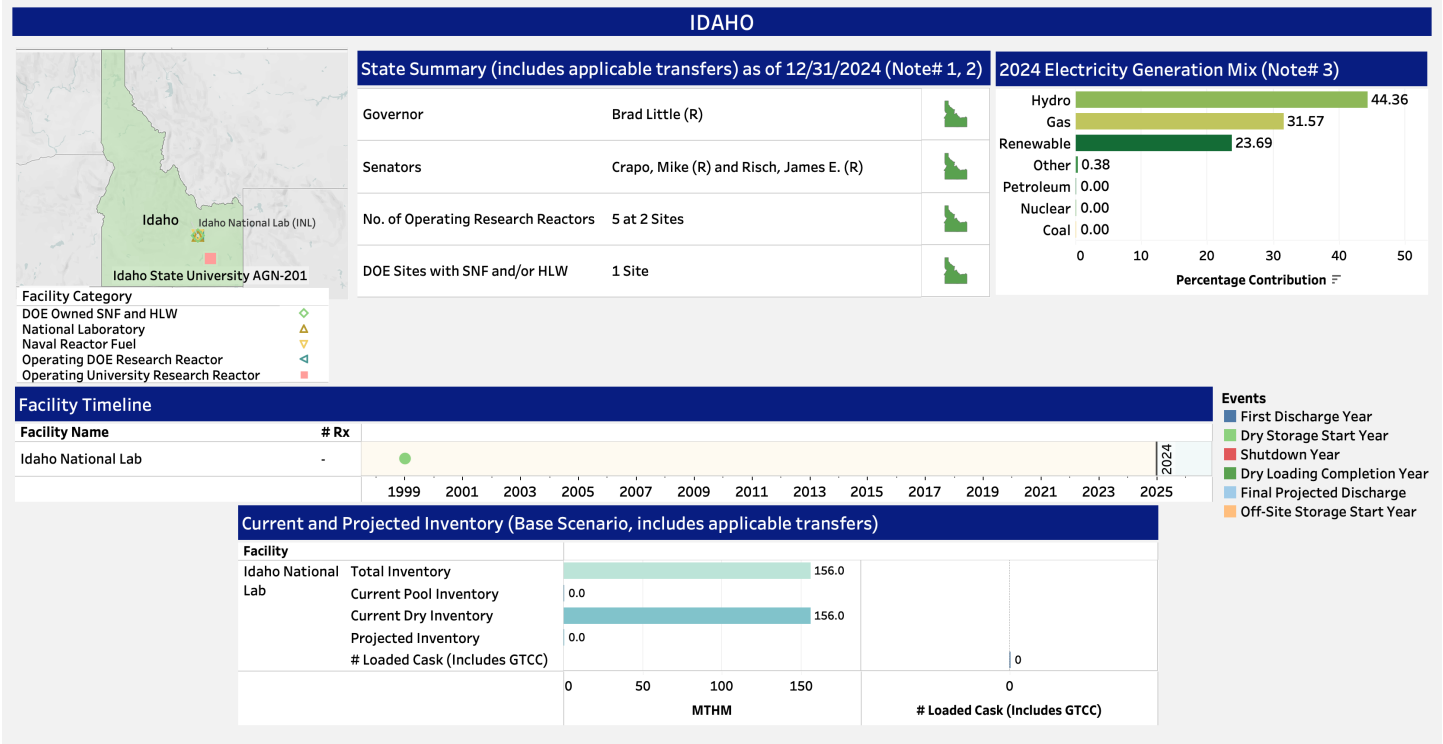 IDAHO
Idaho
Idaho National Lab (INL)
Idaho State University AGN-201
Facility Category
DOE Owned SNF and HLW
National Laboratory
Naval Reactor Fuel
Operating DOE Research Reactor
Operating University Research Reactor
State Summary (includes applicable transfers) as of 12/31/2024 (Note# 1, 2)
Governor Brad Little (R)
Senators Crapo, Mike (R) and Risch, James E. (R)
No. of Operating Research Reactors 5 at 2 Sites
DOE Sites with SNF and/or HLW 1 Site
2024 Electricity Generation Mix (Note# 3)
Hydro 44.36
Gas 31.57
Renewable 23.69
Other 0.38
Petroleum 0.00
Nuclear 0.00
Coal 0.00
0 10 20 30 40 50
Percentage Contribution
Facility Timeline
Facility Name # Rx
Idaho National Lab - 2024
1999 2001 2003 2005 2007 2009 2011 2013 2015 2017 2019 2021 2023 2025
Events
First Discharge Year
Dry Storage Start Year
Shutdown Year
Dry Loading Completion Year
Final Projected Discharge
Off-Site Storage Start Year
Current and Projected Inventory (Base Scenario, includes applicable transfers)
Facility
Idaho National Lab
Total Inventory 156.0
Current Pool Inventory 0.0
Current Dry Inventory 156.0
Projected Inventory 0.0
# Loaded Cask (Includes GTCC) 0
0 50 100 150 0
MTHM # Loaded Cask (Includes GTCC)